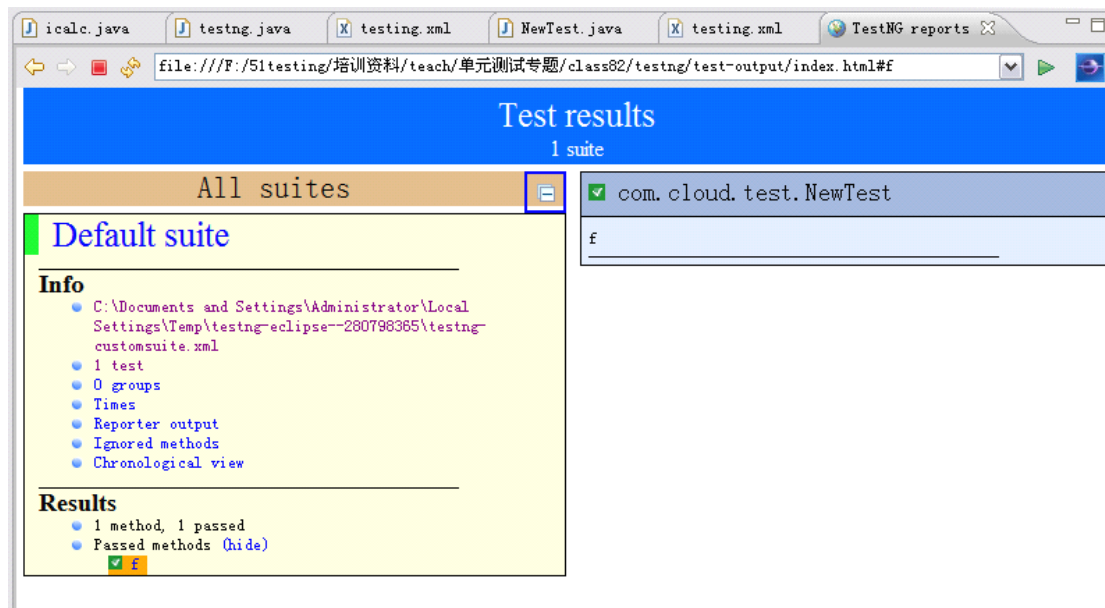 icalc.java testng.java testing.xml NewTest.java testing.xml TestNG reports
file:///F:/51testing/培训资料/teach/单元测试专题/class82/testng/test-output/index.html#f
Test results
1 suite
All suites
Default suite
Info
C:\Documents and Settings\Administrator\Local
Settings\Temp\testng-eclipse--280798365\testng-
customsuite.xml
1 test
0 groups
Times
Reporter output
Ignored methods
Chronological view
Results
1 method, 1 passed
Passed methods (hide)
f
com.cloud.test.NewTest
f